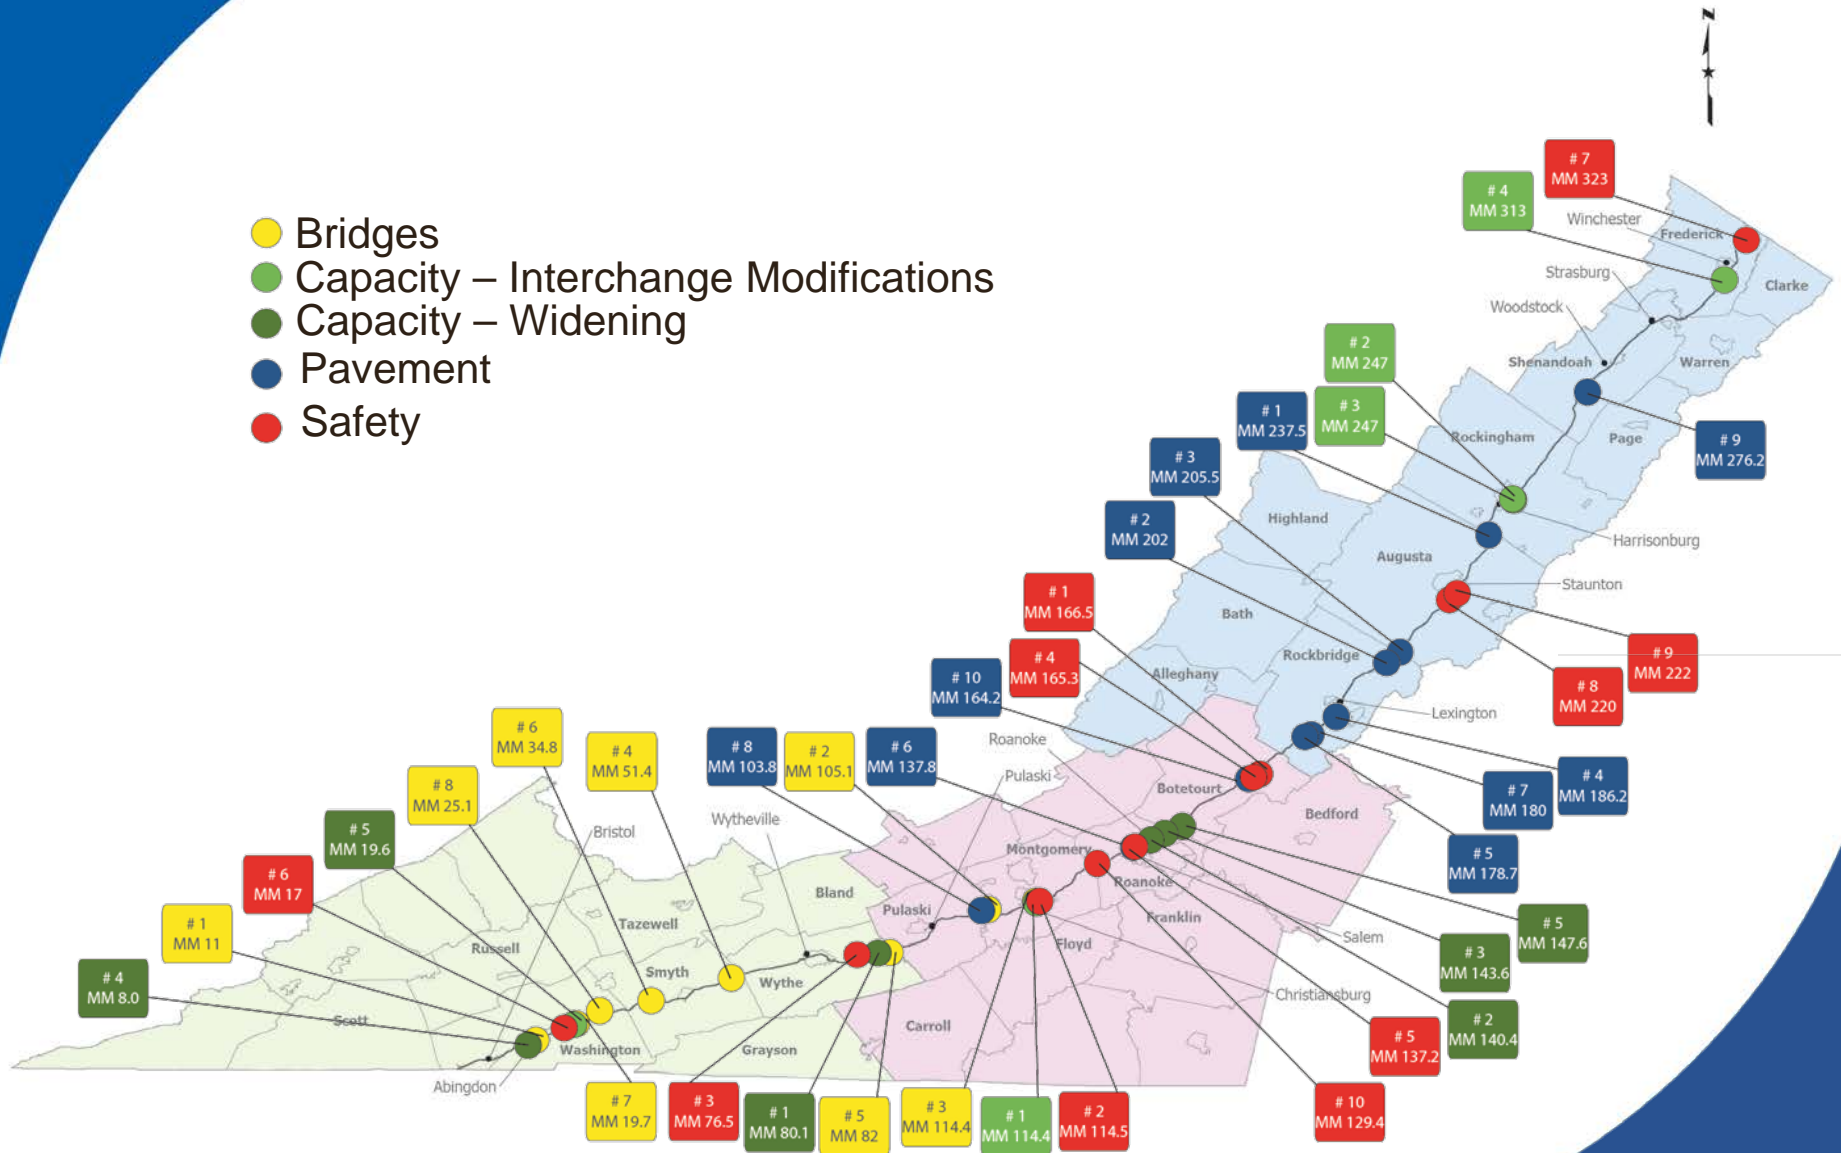 N
Bridges
Capacity – Interchange Modifications
Capacity – Widening
Pavement
Safety
# 7
MM 323
# 4
MM 313
Winchester
Frederick
Strasburg
Clarke
Woodstock
Shenandoah
Warren
# 2
MM 247
# 1
MM 237.5
# 3
MM 247
Rockingham
Page
# 9
MM 276.2
# 3
MM 205.5
# 2
MM 202
Highland
Harrisonburg
Augusta
Staunton
# 1
MM 166.5
Bath
# 4
MM 165.3
Rockbridge
# 9
MM 222
# 10
MM 164.2
Alleghany
# 8
MM 220
Lexington
# 6
MM 34.8
# 4
MM 51.4
# 8
MM 103.8
# 2
MM 105.1
# 6
MM 137.8
Roanoke
Pulaski
Botetourt
# 7
MM 180
# 4
MM 186.2
# 8
MM 25.1
# 5
MM 19.6
Bristol
Wytheville
Bedford
Montgomery
# 5
MM 178.7
# 6
MM 17
Bland
Roanoke
Pulaski
Franklin
# 1
MM 11
Tazewell
Russell
Floyd
Salem
# 5
MM 147.6
# 3
MM 143.6
# 4
MM 8.0
Smyth
Wythe
Christiansburg
Scott
Carroll
# 2
MM 140.4
Washington
Grayson
# 5
MM 137.2
Abingdon
# 7
MM 19.7
# 3
MM 76.5
# 1
MM 80.1
# 5
MM 82
# 3
MM 114.4
# 1
MM 114.4
# 2
MM 114.5
# 10
MM 129.4